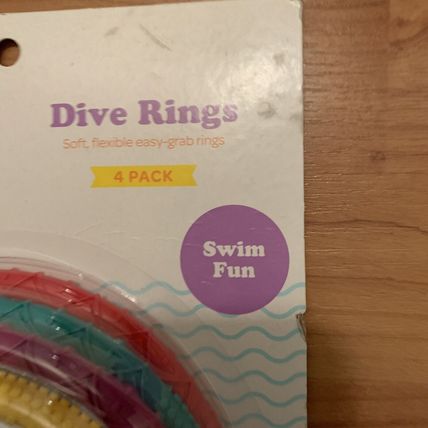 Dive Rings
Soft, flexible easy-grab rings
4 PACK
Swim
Fun